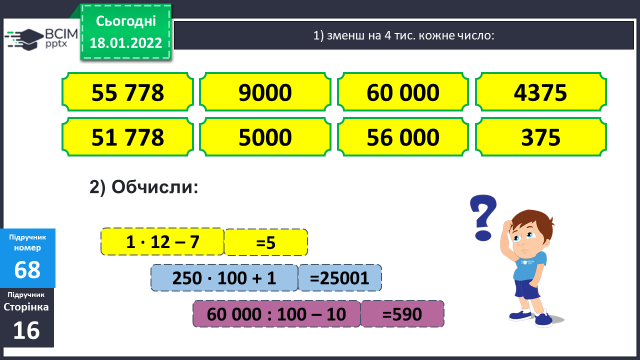 ВСІМ
pptx
Сьогодні
18.01.2022
1) зменш на 4 тис. кожне число:
55 778 9000 60 000 4375
51 778 5000 56 000 375
2) Обчисли:
1 · 12 – 7 =5
250 · 100 + 1 =25001
60 000 : 100 – 10 =590
?
Підручник
номер
68
Підручник
Сторінка
16